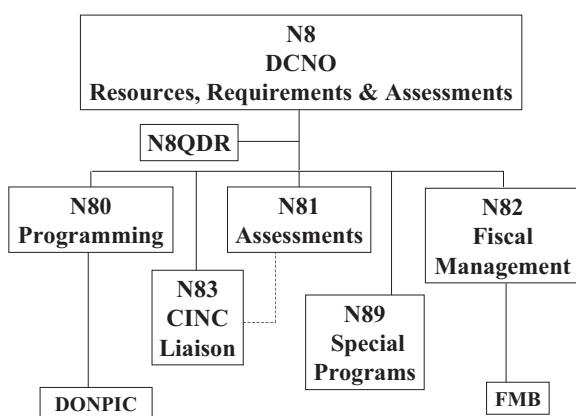 N8
DCNO
Resources, Requirements & Assessments
N8QDR
N80
Programming
N81
Assessments
N82
Fiscal
Management
N83
CINC
Liaison
N89
Special
Programs
DONPIC
FMB